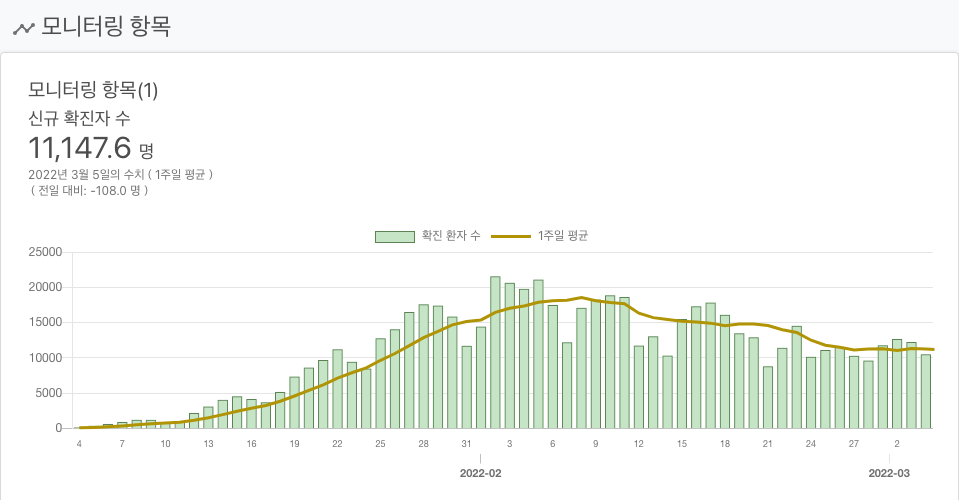 모니터링 항목
모니터링 항목(1)
신규 확진자 수
11,147.6 명
2022년 3월 5일의 수치 ( 1주일 평균 )
( 전일 대비: -108.0 명 )
확진 환자 수 1주일 평균
25000
20000
15000
10000
5000
0
4 7 10 13 16 19 22 25 28 31 3 6 9 12 15 18 21 24 27 2
2022-02 2022-03